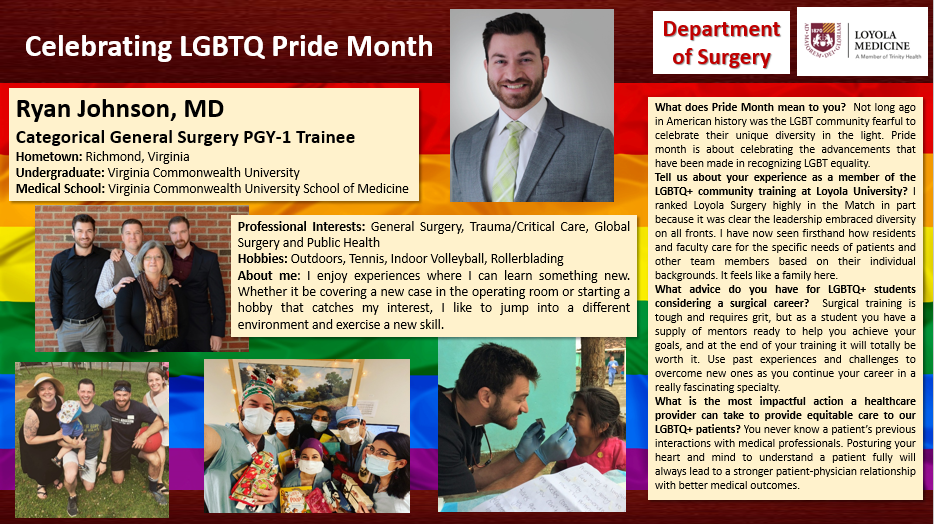 Celebrating LGBTQ Pride Month
Department
of Surgery
1870
LOYOLA
MEDICINE
A Member of Trinity Health
Ryan Johnson, MD
Categorical General Surgery PGY-1 Trainee
Hometown: Richmond, Virginia
Undergraduate: Virginia Commonwealth University
Medical School: Virginia Commonwealth University School of Medicine
Professional Interests: General Surgery, Trauma/Critical Care, Global
Surgery and Public Health
Hobbies: Outdoors, Tennis, Indoor Volleyball, Rollerblading
About me: I enjoy experiences where I can learn something new.
Whether it be covering a new case in the operating room or starting a
hobby that catches my interest, I like to jump into a different
environment and exercise a new skill.
What does Pride Month mean to you? Not long ago
in American history was the LGBT community fearful to
celebrate their unique diversity in the light. Pride
month is about celebrating the advancements that
have been made in recognizing LGBT equality.
Tell us about your experience as a member of the
LGBTQ+ community training at Loyola University? I
ranked Loyola Surgery highly in the Match in part
because it was clear the leadership embraced diversity
on all fronts. I have now seen firsthand how residents
and faculty care for the specific needs of patients and
other team members based on their individual
backgrounds. It feels like a family here.
What advice do you have for LGBTQ+ students
considering a surgical career? Surgical training is
tough and requires grit, but as a student you have a
supply of mentors ready to help you achieve your
goals, and at the end of your training it will totally be
worth it. Use past experiences and challenges to
overcome new ones as you continue your career in a
really fascinating specialty.
What is the most impactful action a healthcare
provider can take to provide equitable care to our
LGBTQ+ patients? You never know a patient's previous
interactions with medical professionals. Posturing your
heart and mind to understand a patient fully will
always lead to a stronger patient-physician relationship
with better medical outcomes.